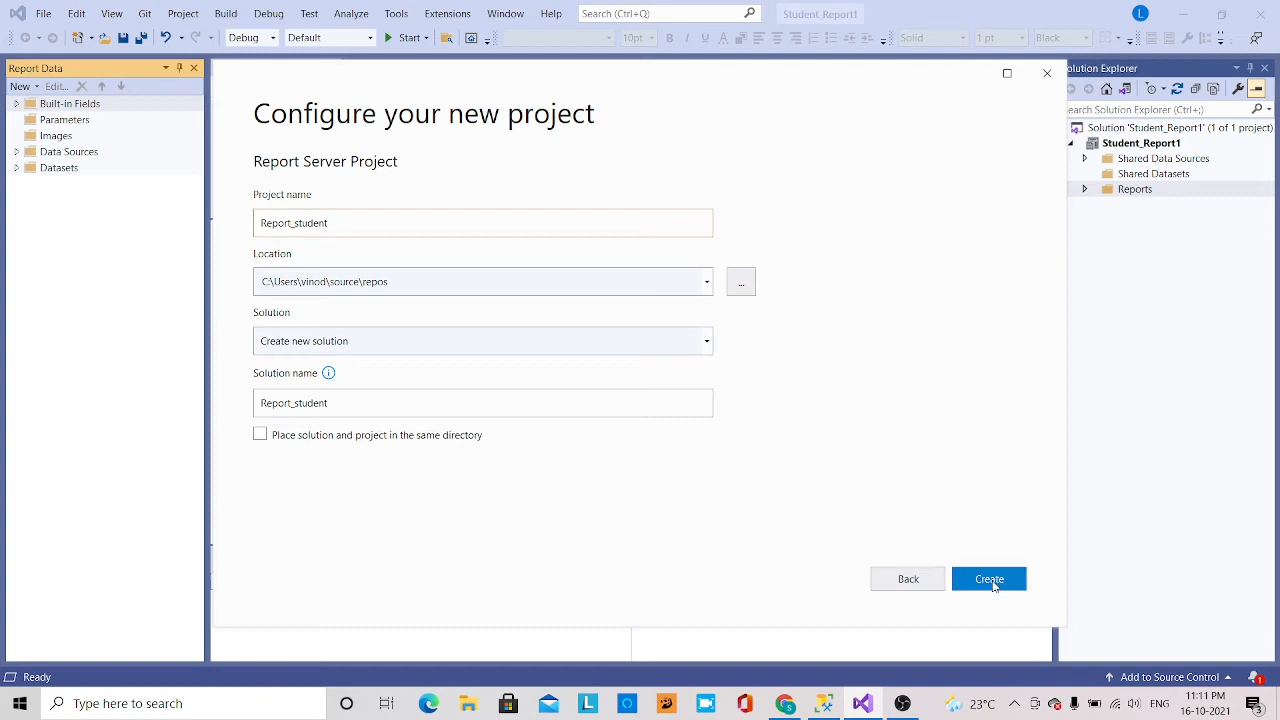 File Edit View Project Build Debug Test Analyze Tools Extensions Window Help Search (Ctrl+Q) Student_Report1
Debug Default Start 10pt B I U A Solid 1 pt Black
Report Data
New Edit...
Built-in Fields
Parameters
Images
Data Sources
Datasets
Configure your new project
Report Server Project
Project name
Report_student
Location
C:\Users\vinod\source\repos
...
Solution
Create new solution
Solution name
Report_student
Place solution and project in the same directory
Back Create
olution Explorer
Search Solution Explorer (Ctrl+;)
Solution 'Student_Report1' (1 of 1 project)
Student_Report1
Shared Data Sources
Shared Datasets
Reports
Ready Add to Source Control 1
Type here to search
L
23°C
11:11 PM
ENG
16-10-2021
3